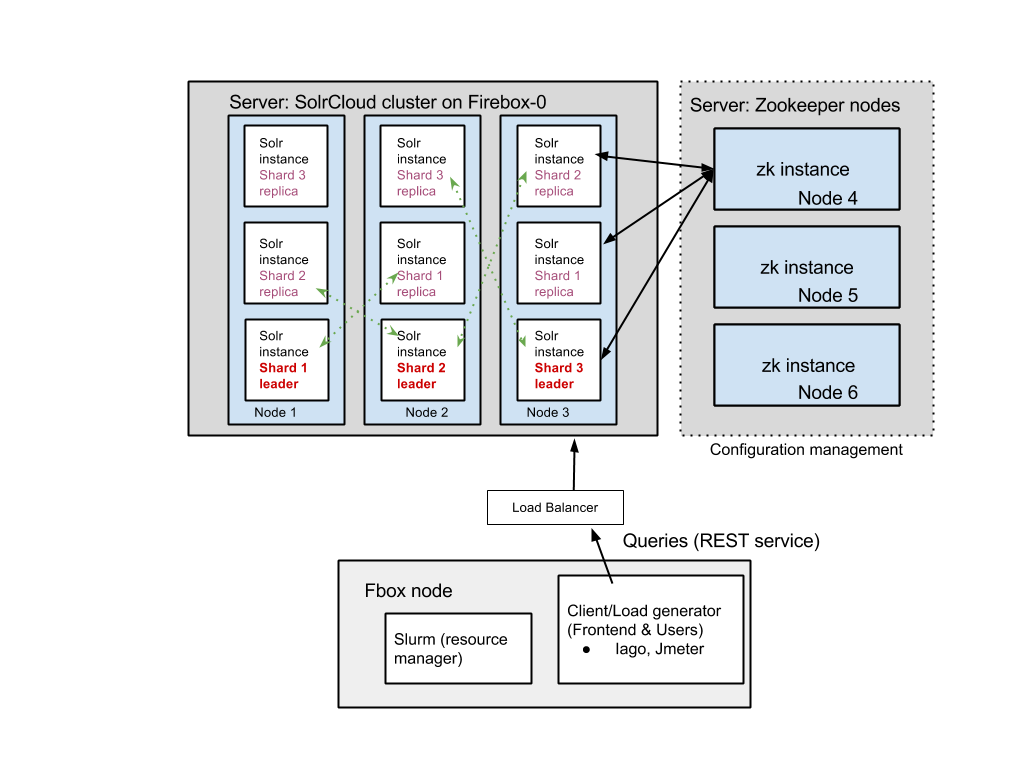 Server: SolrCloud cluster on Firebox-0
Solr
instance
Shard 3
replica
Solr
instance
Shard 2
replica
Solr
instance
Shard 1
leader
Node 1
Solr
instance
Shard 3
replica
Solr
instance
Shard 1
replica
Solr
instance
Shard 2
leader
Node 2
Solr
instance
Shard 2
replica
Solr
instance
Shard 1
replica
Solr
instance
Shard 3
leader
Node 3
Server: Zookeeper nodes
zk instance
Node 4
zk instance
Node 5
zk instance
Node 6
Configuration management
Load Balancer
Queries (REST service)
Fbox node
Slurm (resource
manager)
Client/Load generator
(Frontend & Users)
● Iago, Jmeter